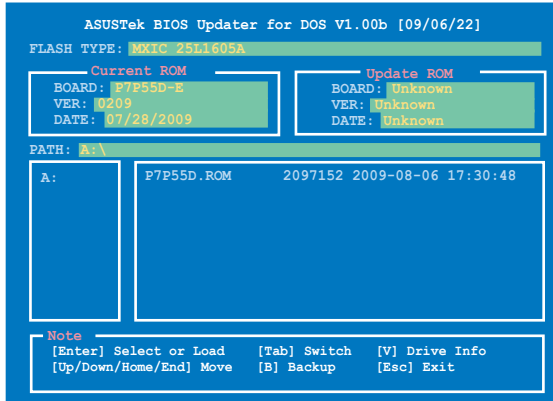 ASUSTek BIOS Updater for DOS V1.00b [09/06/22]
FLASH TYPE: MXIC 25L1605A
Current ROM
BOARD: P7P55D-E
VER: 0209
DATE: 07/28/2009
Update ROM
BOARD: Unknown
VER: Unknown
DATE: Unknown
PATH: A:\
A:
P7P55D.ROM 2097152 2009-08-06 17:30:48
Note
[Enter] Select or Load [Tab] Switch [V] Drive Info
[Up/Down/Home/End] Move [B] Backup [Esc] Exit